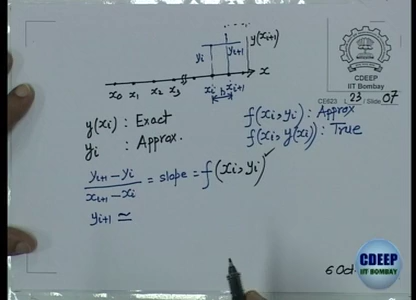 y(xi+1)
yi yi+1
x0 x1 x2 x3 xi xi+1 x
h
CDEEP
IIT Bombay
CE623 L 23 / Slide 07
y(xi) : Exact
yi : Approx.
f(xi, yi) : Approx
f(xi, y(xi)) : True
yi+1 - yi / xi+1 - xi = slope = f(xi, yi) ✓
yi+1 ≃
CDEEP
IIT Bombay
6 Oct